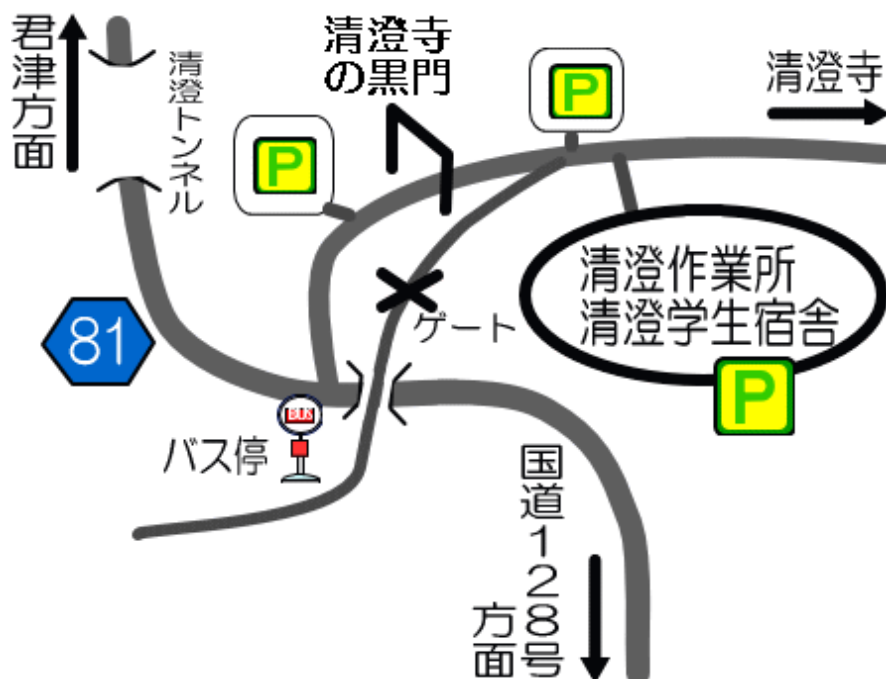 君津方面
清澄トンネル
清澄寺
の黒門
P
P
清澄寺
清澄作業所
清澄学生宿舎
P
81
ゲート
BUS
バス停
国道128号
方面